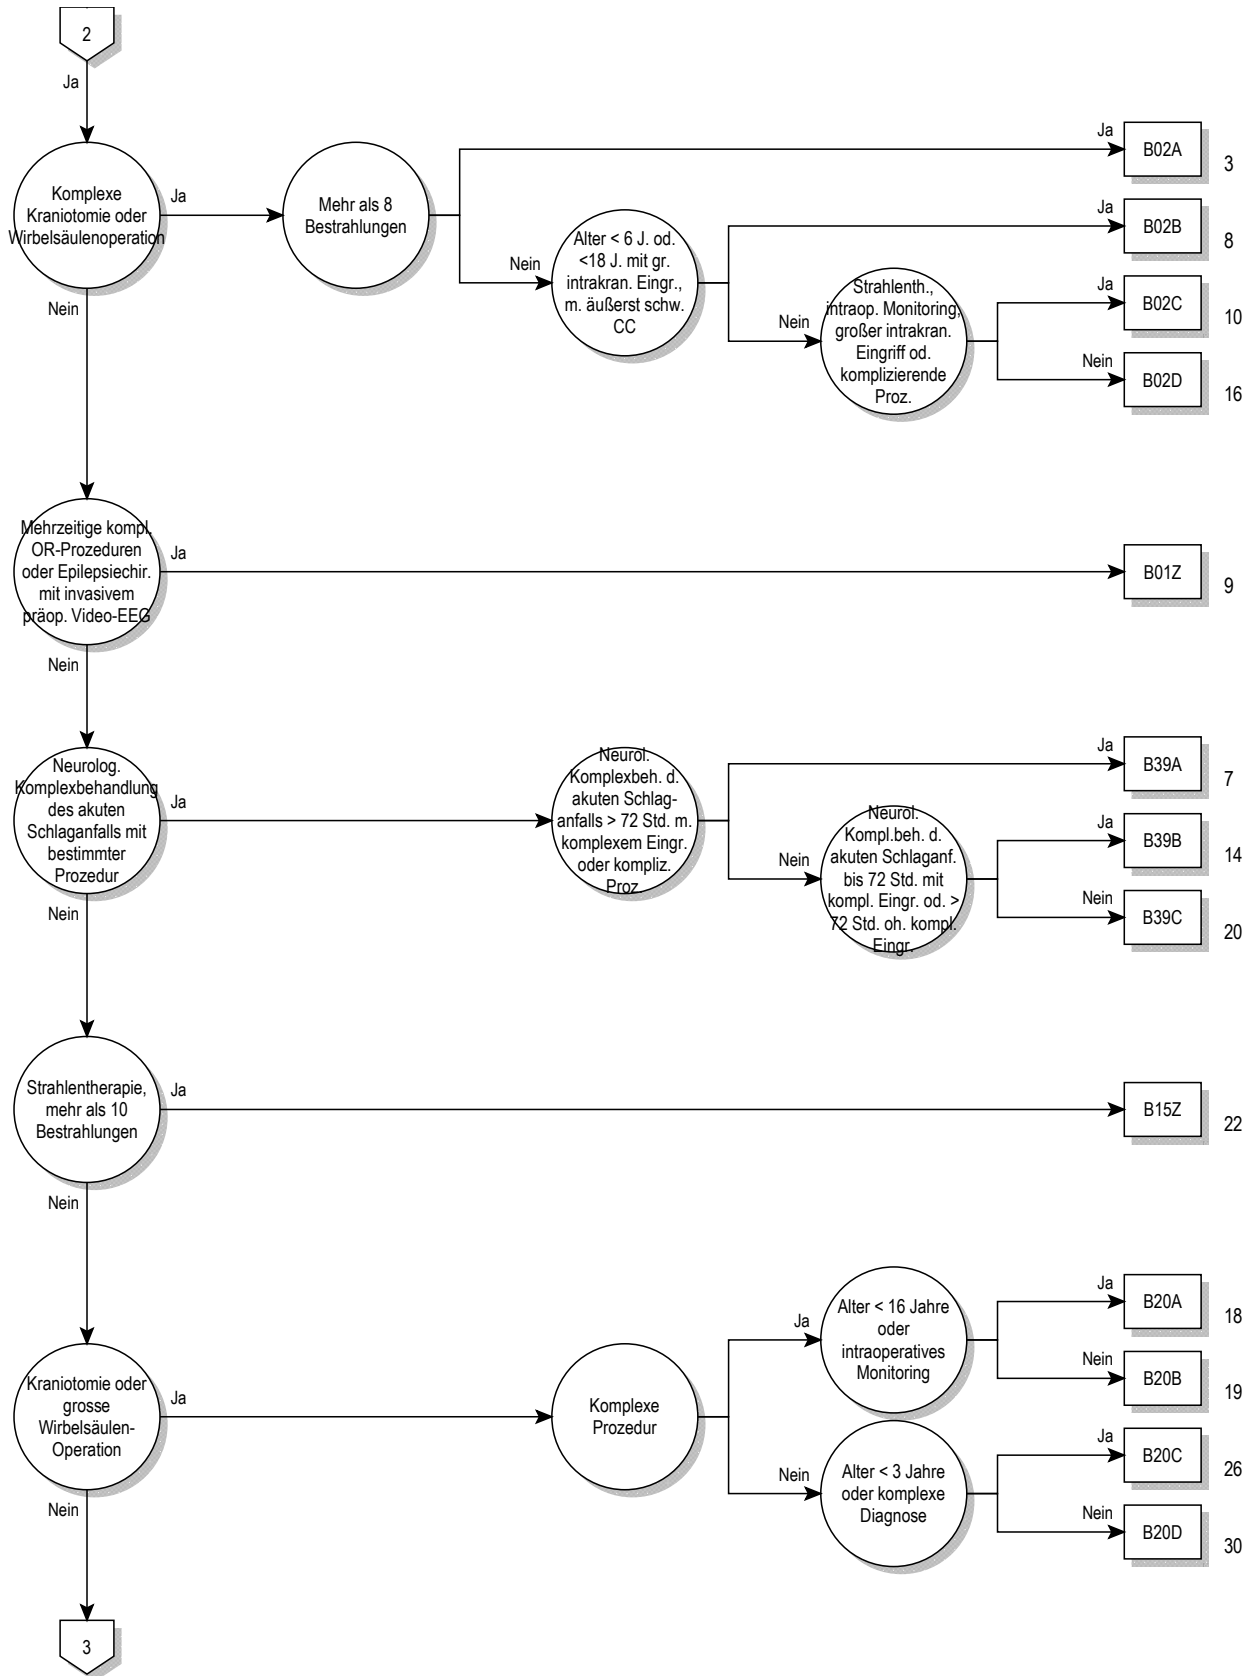 2
Ja
Komplexe
Kraniotomie oder
Wirbelsäulenoperation
Ja
Mehr als 8
Bestrahlungen
Ja
B02A
3
Nein
Alter < 6 J. od.
<18 J. mit gr.
intrakran. Eingr.,
m. äußerst schw.
CC
Ja
B02B
8
Nein
Strahlenth.,
intraop. Monitoring,
großer intrakran.
Eingriff od.
komplizierende
Proz.
Ja
B02C
10
Nein
B02D
16
Nein
Mehrzeitige kompl.
OR-Prozeduren
oder Epilepsiechir.
mit invasivem
präop. Video-EEG
Ja
B01Z
9
Nein
Neurolog.
Komplexbehandlung
des akuten
Schlaganfalls mit
bestimmter
Prozedur
Ja
Neurol.
Komplexbeh. d.
akuten Schlag-
anfalls > 72 Std. m.
komplexem Eingr.
oder kompliz.
Proz.
Ja
B39A
7
Nein
Neurol.
Kompl.beh. d.
akuten Schlaganf.
bis 72 Std. mit
kompl. Eingr. od. >
72 Std. oh. kompl.
Eingr.
Ja
B39B
14
Nein
B39C
20
Nein
Strahlentherapie,
mehr als 10
Bestrahlungen
Ja
B15Z
22
Nein
Kraniotomie oder
grosse
Wirbelsäulen-
Operation
Ja
Komplexe
Prozedur
Ja
Alter < 16 Jahre
oder
intraoperatives
Monitoring
Ja
B20A
18
Nein
B20B
19
Nein
Alter < 3 Jahre
oder komplexe
Diagnose
Ja
B20C
26
Nein
B20D
30
Nein
3